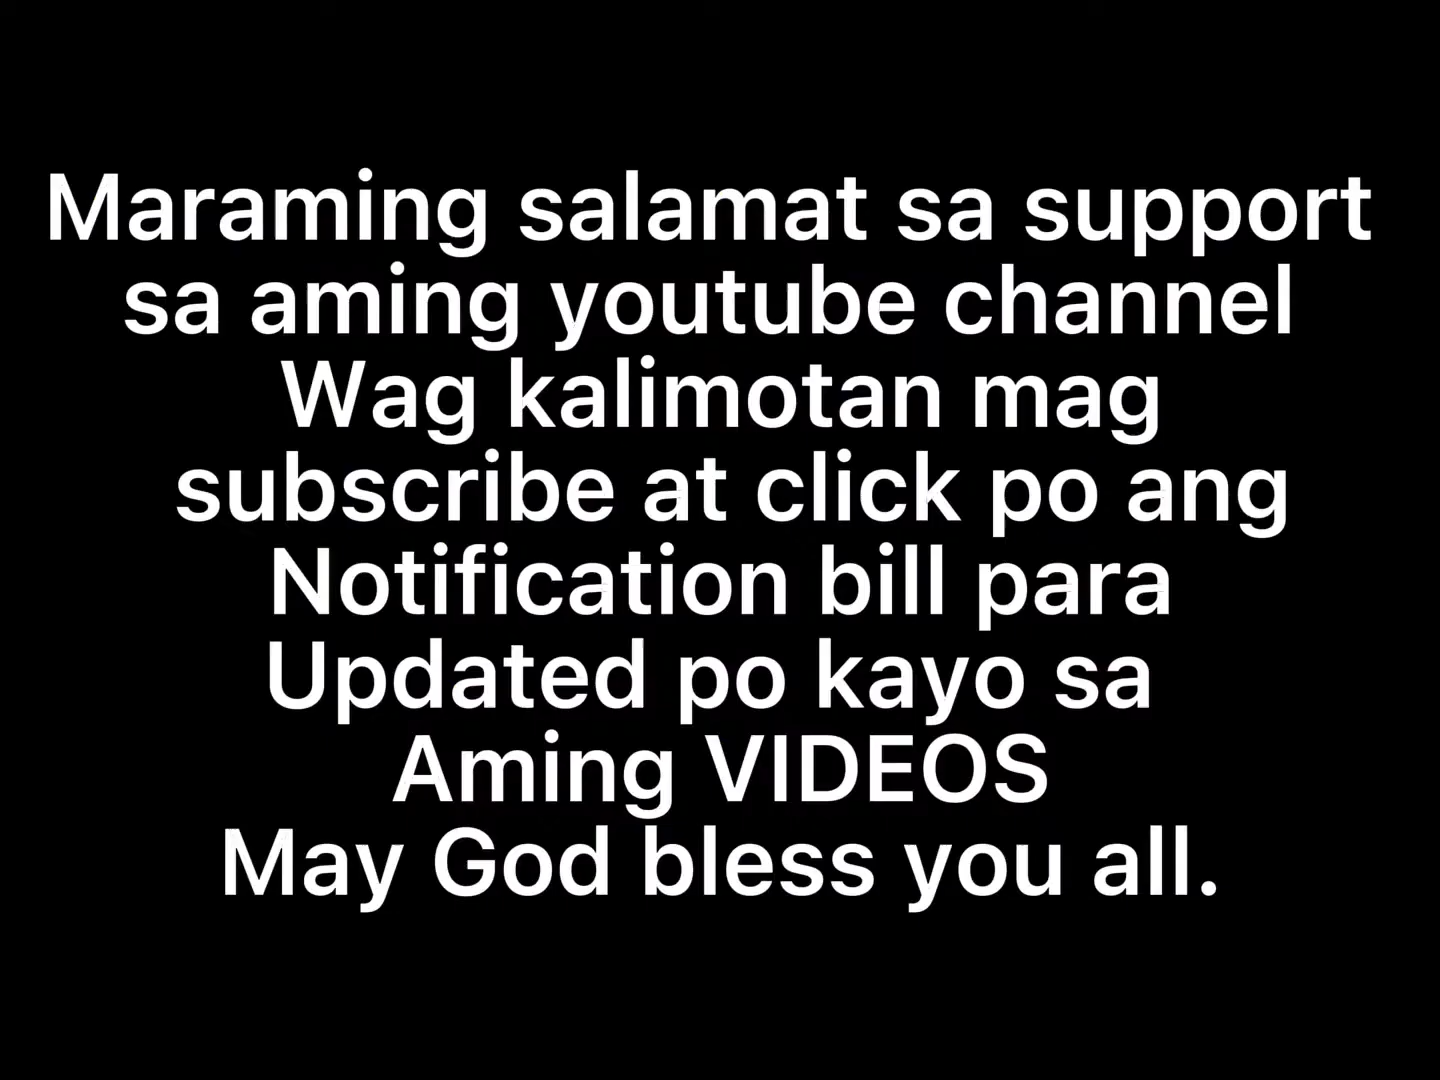 Maraming salamat sa support
sa aming youtube channel
Wag kalimotan mag
subscribe at click po ang
Notification bill para
Updated po kayo sa
Aming VIDEOS
May God bless you all.